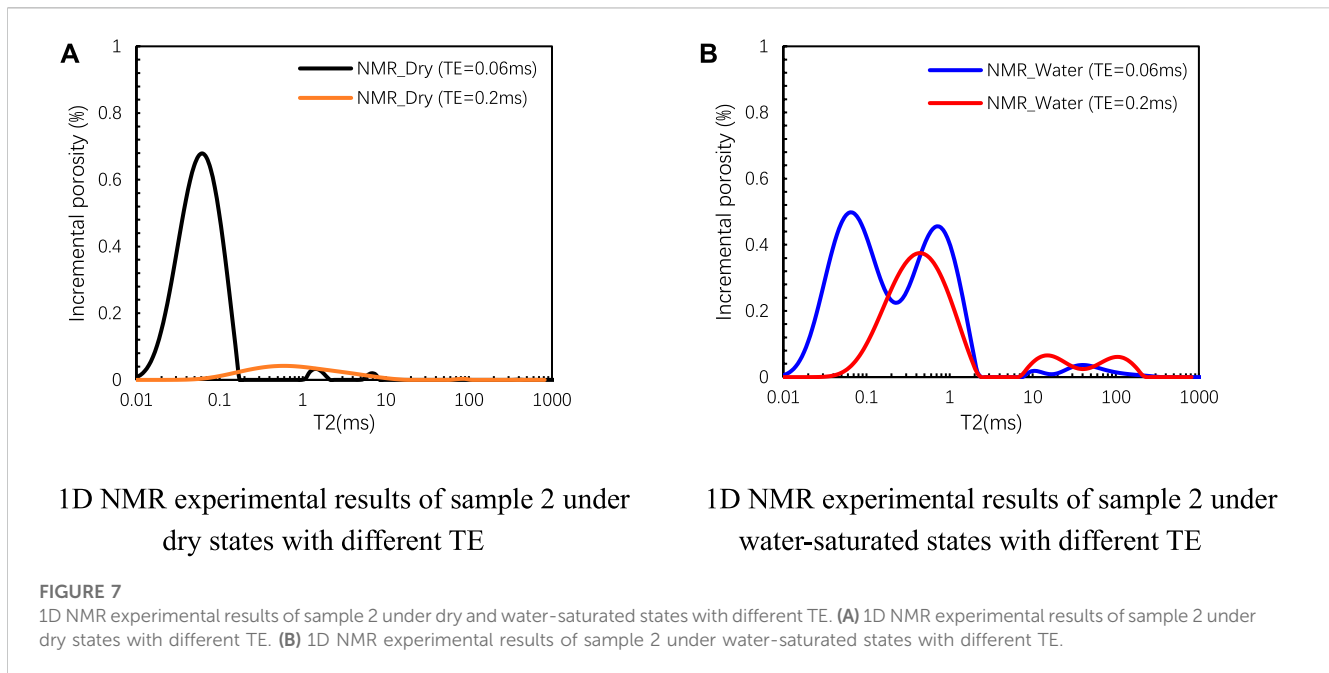 A
1
0.8
0.6
0.4
0.2
0
Incremental porosity (%)
NMR_Dry (TE=0.06ms)
NMR_Dry (TE=0.2ms)
0.01 0.1 1 10 100 1000
T2(ms)
B
1
0.8
0.6
0.4
0.2
0
Incremental porosity (%)
NMR_Water (TE=0.06ms)
NMR_Water (TE=0.2ms)
0.01 0.1 1 10 100 1000
T2(ms)
1D NMR experimental results of sample 2 under
dry states with different TE
1D NMR experimental results of sample 2 under
water-saturated states with different TE
FIGURE 7
1D NMR experimental results of sample 2 under dry and water-saturated states with different TE. (A) 1D NMR experimental results of sample 2 under
dry states with different TE. (B) 1D NMR experimental results of sample 2 under water-saturated states with different TE.